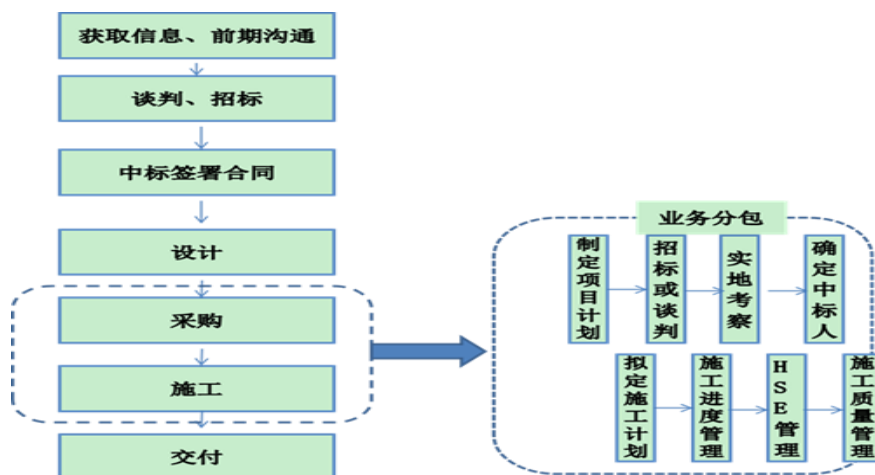 获取信息、前期沟通
谈判、招标
中标签署合同
设计
采购
施工
交付
业务分包
制定项目计划
招标或谈判
实地考察
确定中标人
拟定施工计划
施工进度管理
HSE管理
施工质量管理